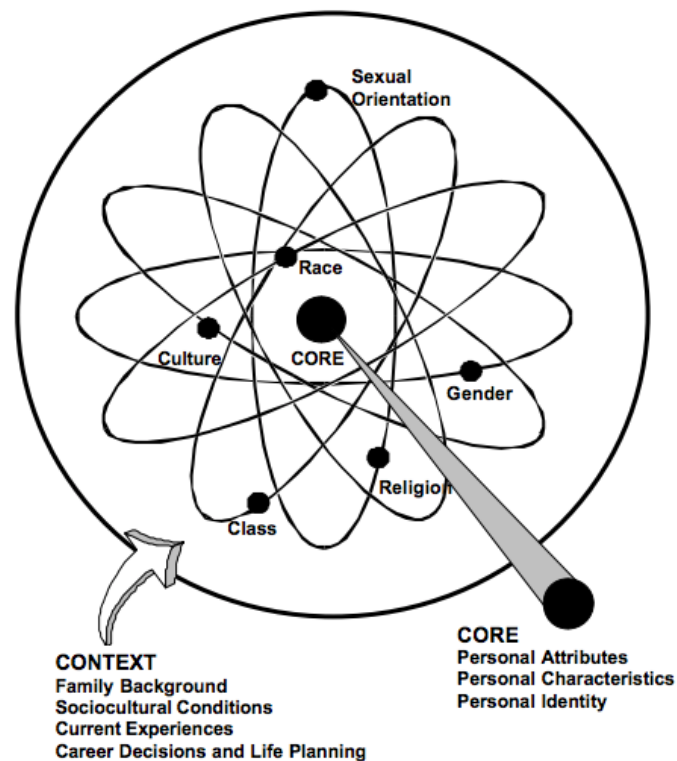 Sexual
Orientation
Race
Culture
CORE
Gender
Religion
Class
CONTEXT
Family Background
Sociocultural Conditions
Current Experiences
Career Decisions and Life Planning
CORE
Personal Attributes
Personal Characteristics
Personal Identity